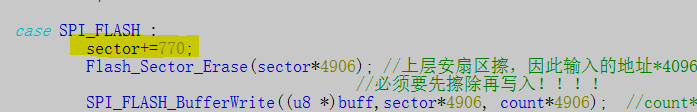 case SPI_FLASH :
sector+=770;
Flash_Sector_Erase(sector*4906); //上层安扇区擦，因此输入的地址*4096
//必须要先擦除再写入！！！！
SPI_FLASH_BufferWrite((u8 *)buff,sector*4906, count*4906); //count*